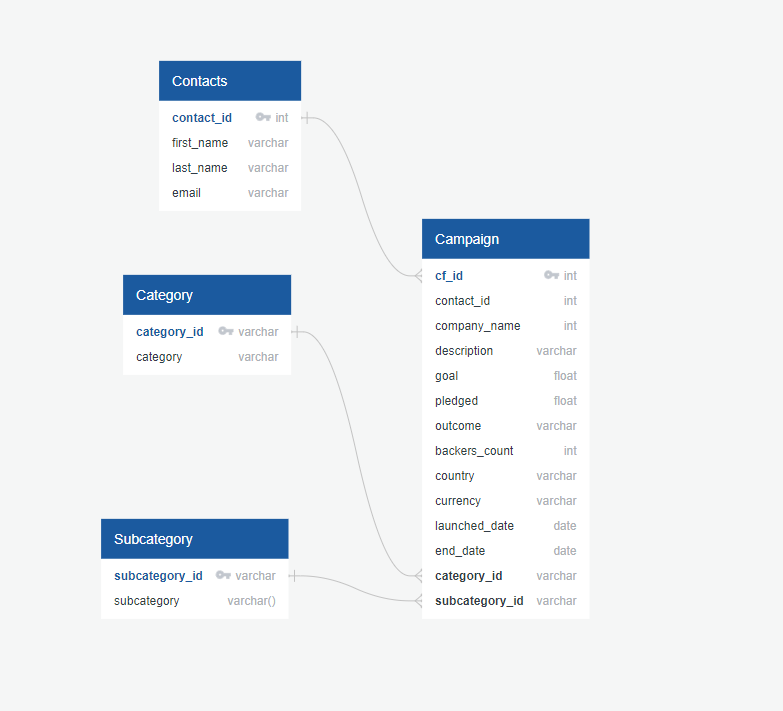 Contacts
contact_id int
first_name varchar
last_name varchar
email varchar
Category
category_id varchar
category varchar
Subcategory
subcategory_id varchar
subcategory varchar()
Campaign
cf_id int
contact_id int
company_name int
description varchar
goal float
pledged float
outcome varchar
backers_count int
country varchar
currency varchar
launched_date date
end_date date
category_id varchar
subcategory_id varchar